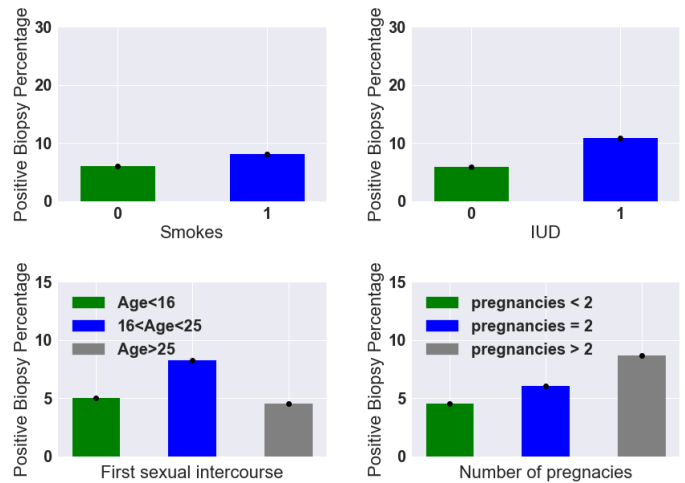 Positive Biopsy Percentage
30
20
10
0
0 1
Smokes
Positive Biopsy Percentage
30
20
10
0
0 1
IUD
Positive Biopsy Percentage
15
10
5
0
Age<16
16<Age<25
Age>25
First sexual intercourse
Positive Biopsy Percentage
15
10
5
0
pregnancies < 2
pregnancies = 2
pregnancies > 2
Number of pregnacies